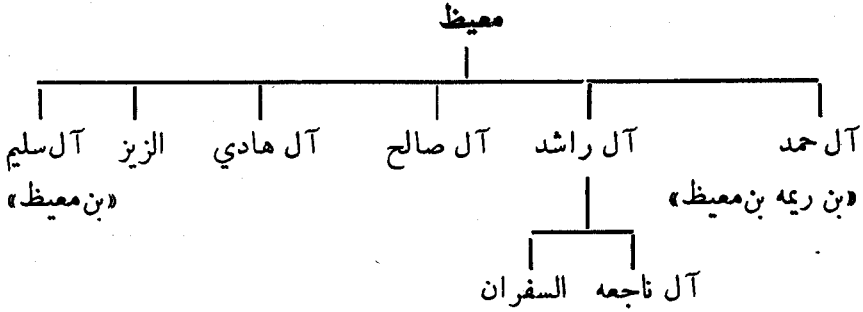 معيظ
آل حمد آل راشد آل صالح آل هادي الزيز آل سليم
«بن ريمه بن معيظ» «بن معيظ»
آل ناجعه السفران